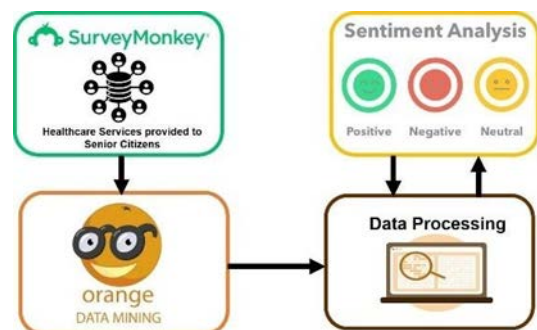 SurveyMonkey
Healthcare Services provided to
Senior Citizens
Sentiment Analysis
Positive Negative Neutral
orange
DATA MINING
Data Processing